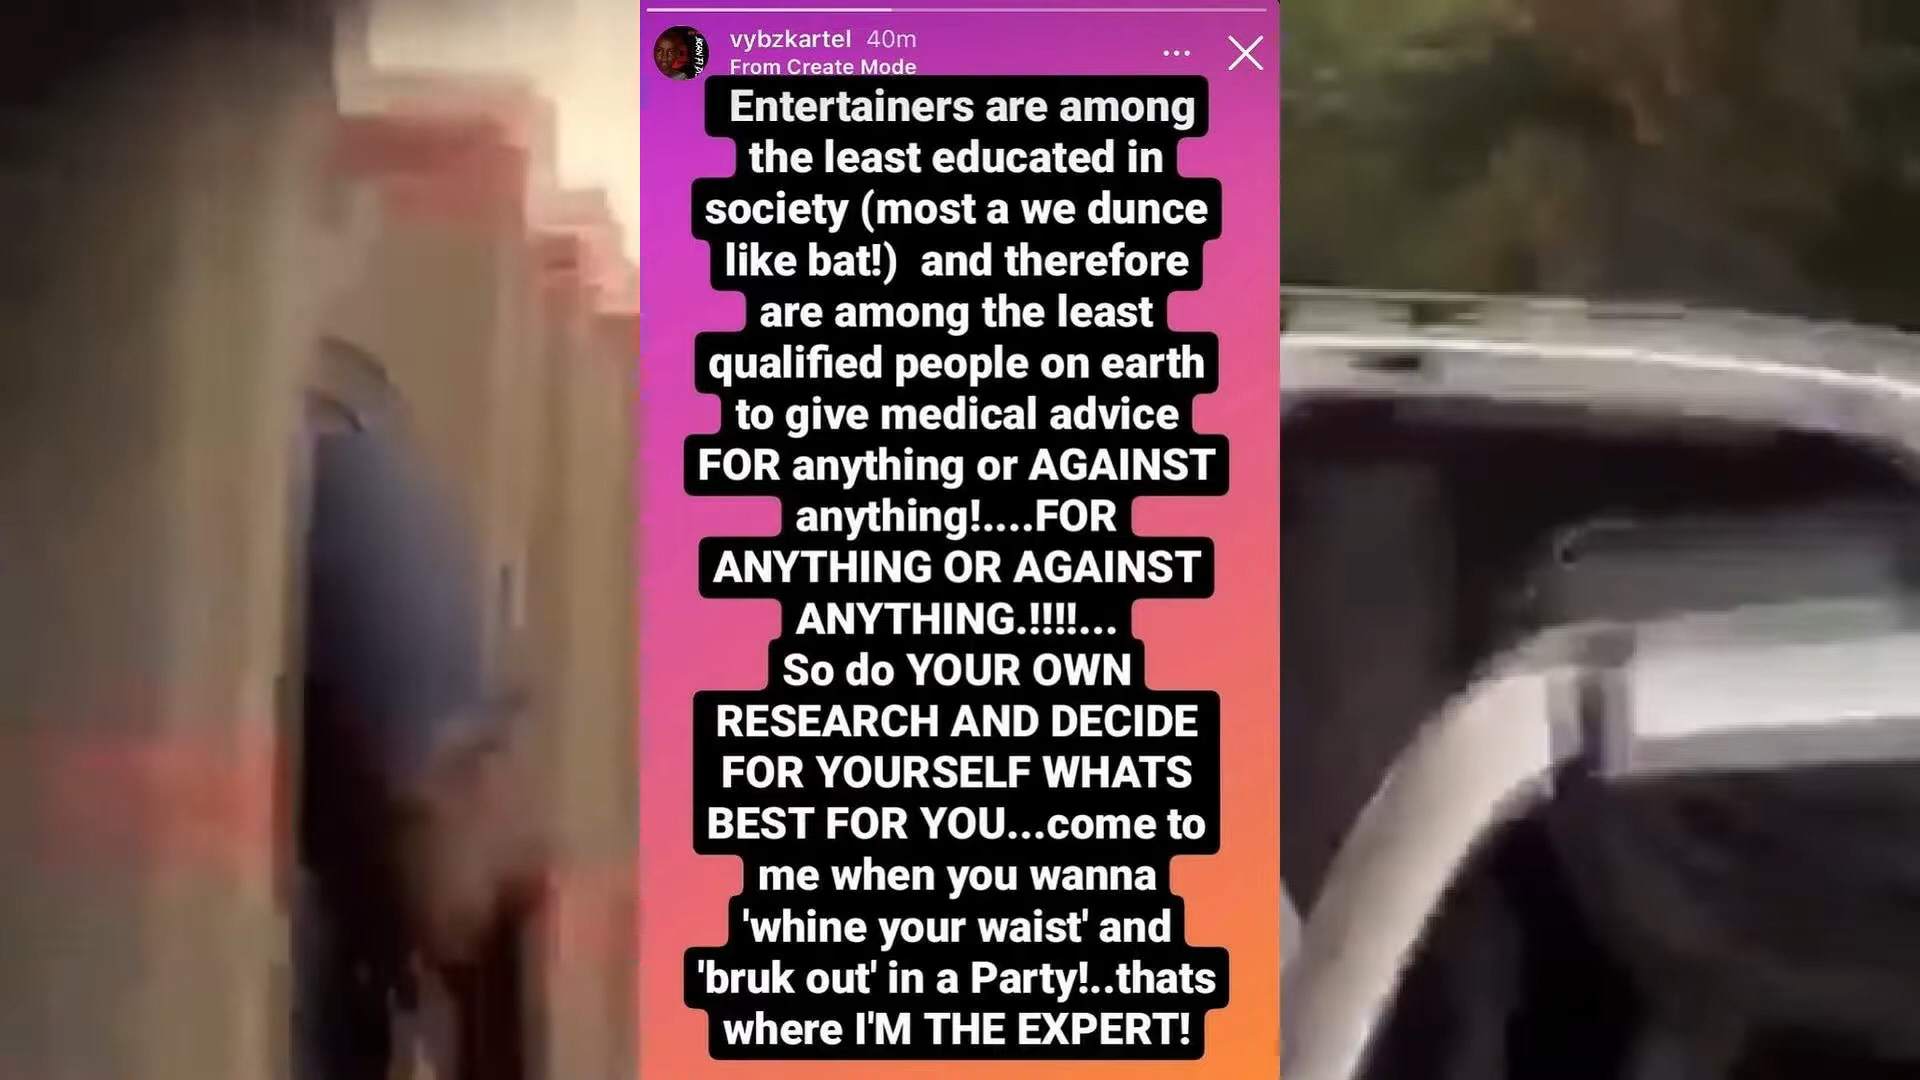 vybzkartel 40m
From Create Mode
Entertainers are among
the least educated in
society (most a we dunce
like bat!) and therefore
are among the least
qualified people on earth
to give medical advice
FOR anything or AGAINST
anything!....FOR
ANYTHING OR AGAINST
ANYTHING.!!!!...
So do YOUR OWN
RESEARCH AND DECIDE
FOR YOURSELF WHATS
BEST FOR YOU...come to
me when you wanna
'whine your waist' and
'bruk out' in a Party!..thats
where I'M THE EXPERT!